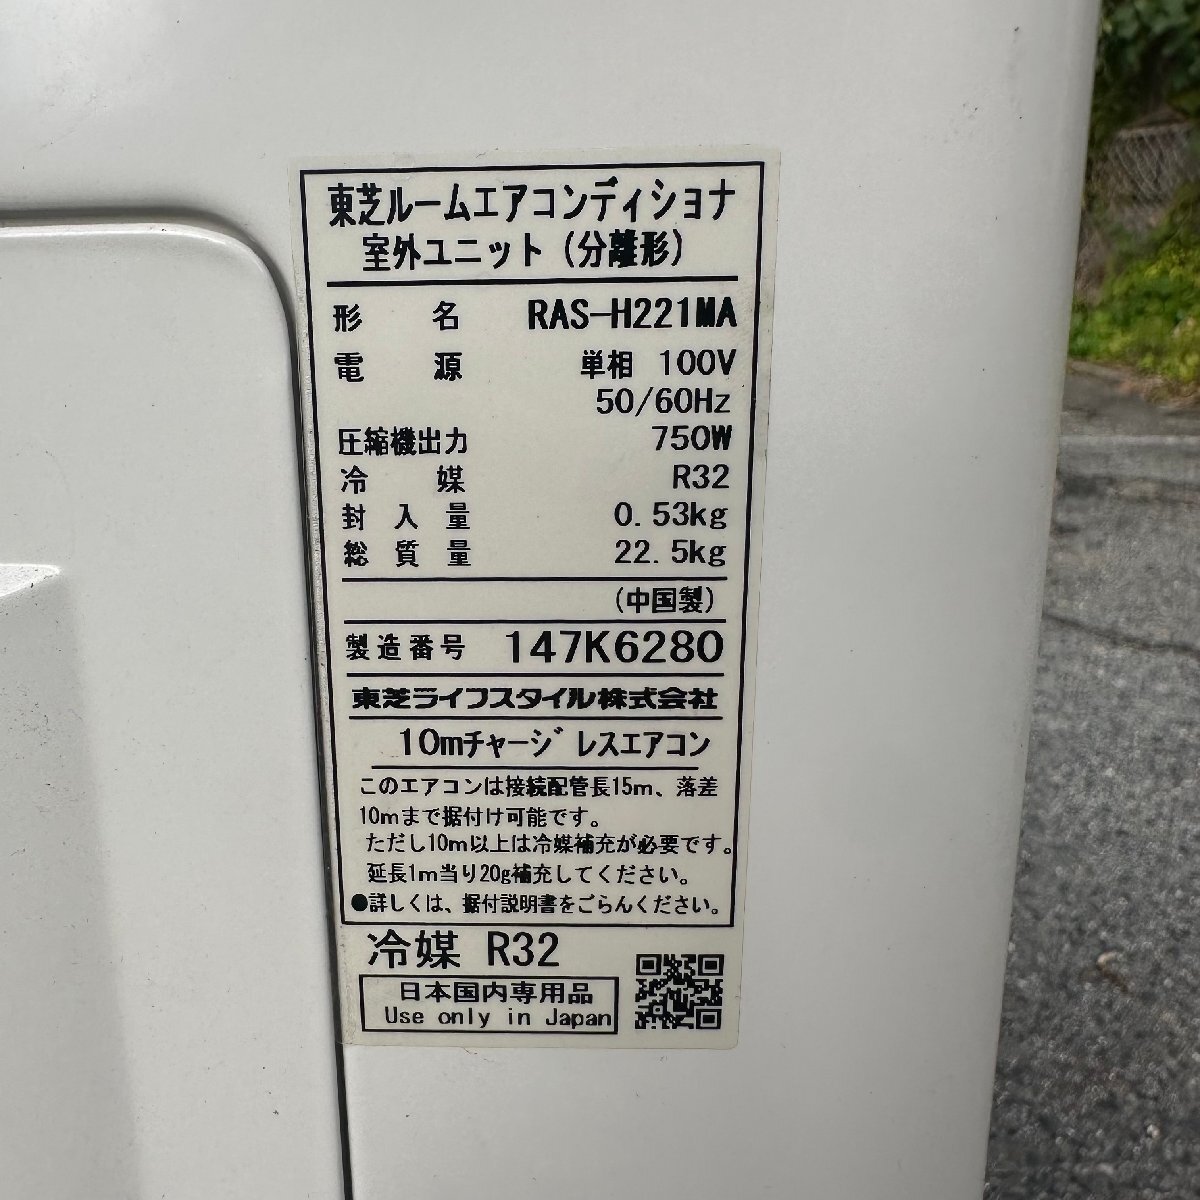 東芝ルームエアコンディショナ
室外ユニット（分離形）
形名 RAS-H221MA
電源 単相 100V
50/60Hz
圧縮機出力 750W
冷媒 R32
封入量 0.53kg
総質量 22.5kg
（中国製）
製造番号 147K6280
東芝ライフスタイル株式会社
10mチャージレスエアコン
このエアコンは接続配管長15m、落差
10mまで据付け可能です。
ただし10m以上は冷媒補充が必要です。
延長1m当り20g補充してください。
●詳しくは、据付説明書をごらんください。
冷媒 R32
日本国内専用品
Use only in Japan